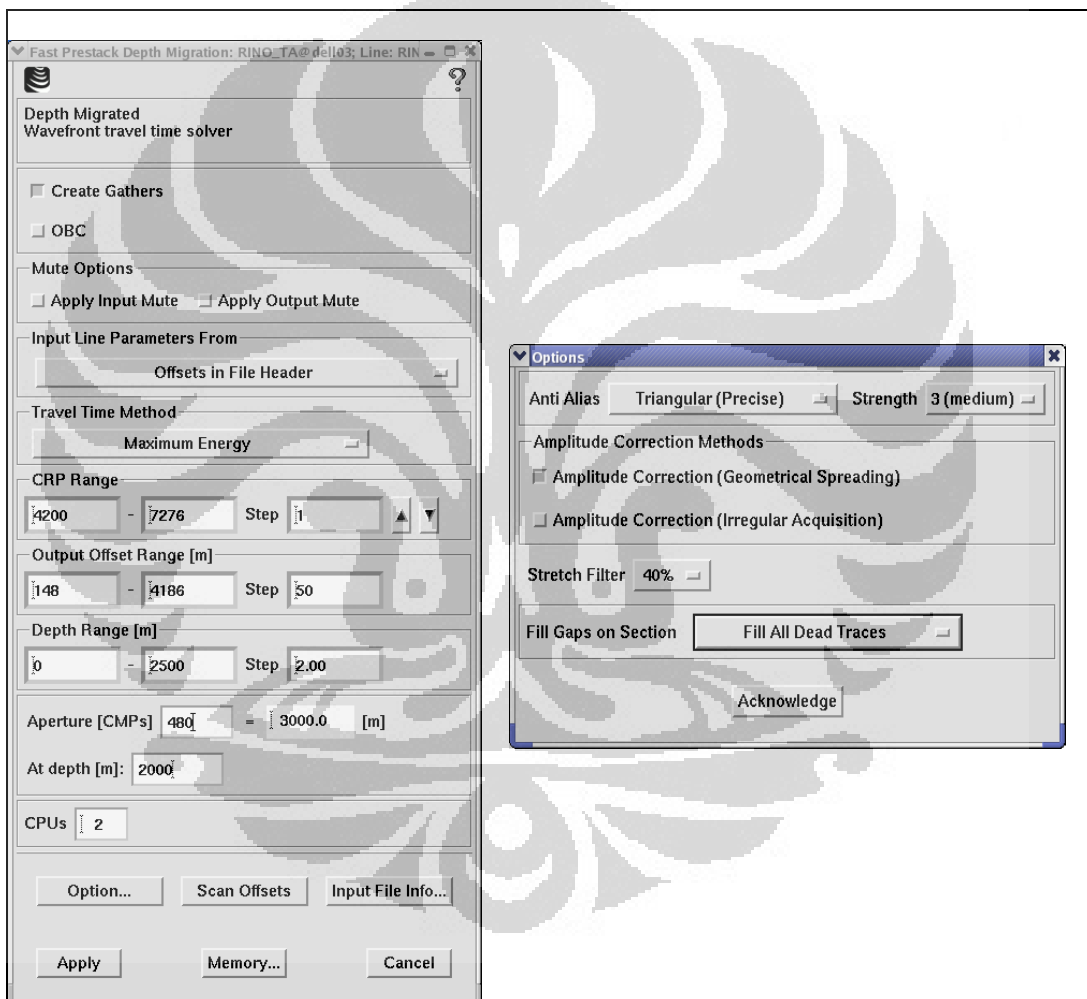 Fast Prestack Depth Migration: RINO_TA@dell03; Line: RIN
?
Depth Migrated
Wavefront travel time solver
Create Gathers
OBC
Mute Options
Apply Input Mute Apply Output Mute
Input Line Parameters From
Offsets in File Header
Travel Time Method
Maximum Energy
CRP Range
4200 - 7276 Step 1
Output Offset Range [m]
148 - 4186 Step 50
Depth Range [m]
0 - 2500 Step 2.00
Aperture [CMPs] 480 = 3000.0 [m]
At depth [m]: 2000
CPUs 2
Option... Scan Offsets Input File Info...
Apply Memory... Cancel
Options
Anti Alias Triangular (Precise) Strength 3 (medium)
Amplitude Correction Methods
Amplitude Correction (Geometrical Spreading)
Amplitude Correction (Irregular Acquisition)
Stretch Filter 40%
Fill Gaps on Section Fill All Dead Traces
Acknowledge